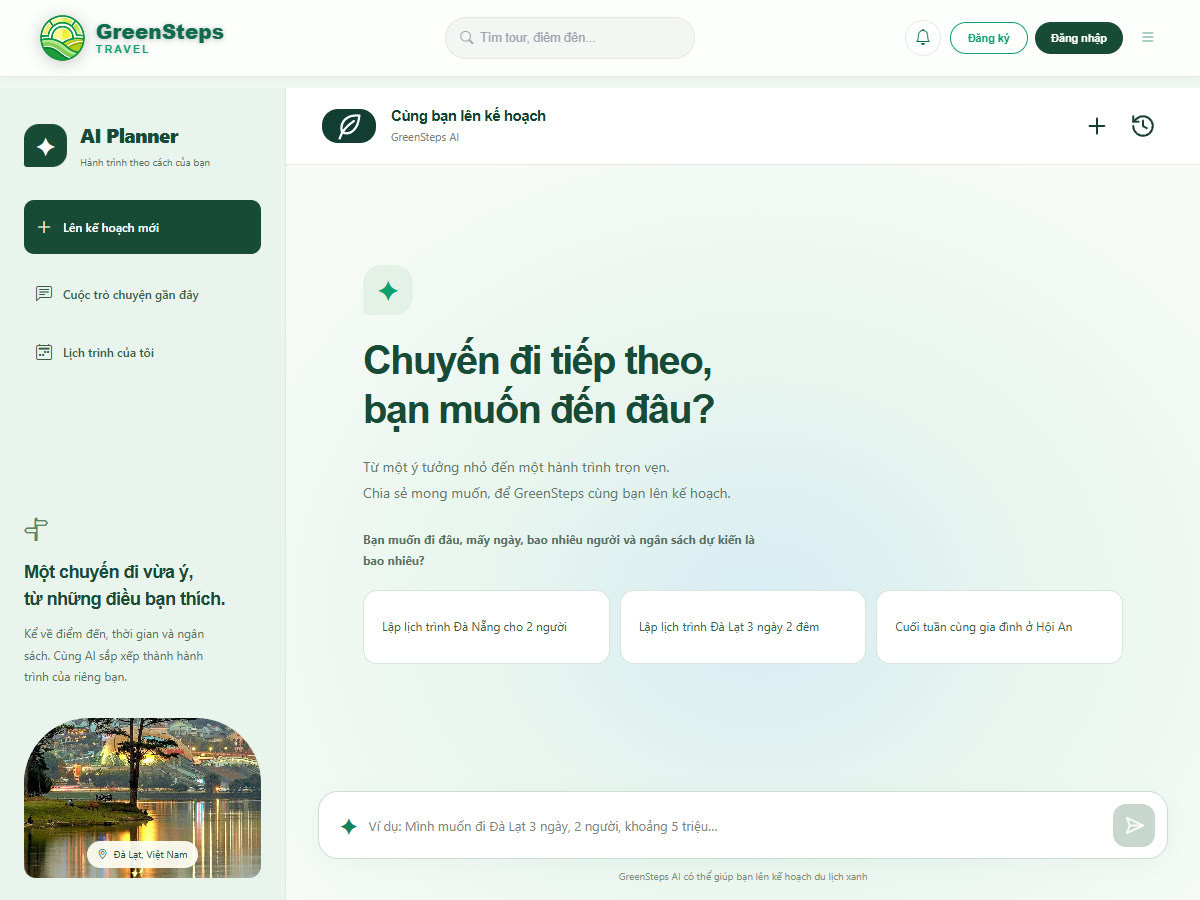 GreenSteps
TRAVEL
Tìm tour, điểm đến...
Đăng ký
Đăng nhập
AI Planner
Hành trình theo cách của bạn
Lên kế hoạch mới
Cuộc trò chuyện gần đây
Lịch trình của tôi
Một chuyến đi vừa ý,
từ những điều bạn thích.
Kể về điểm đến, thời gian và ngân
sách. Cùng AI sắp xếp thành hành
trình của riêng bạn.
Đà Lạt, Việt Nam
Cùng bạn lên kế hoạch
GreenSteps AI
Chuyến đi tiếp theo,
bạn muốn đến đâu?
Từ một ý tưởng nhỏ đến một hành trình trọn vẹn.
Chia sẻ mong muốn, để GreenSteps cùng bạn lên kế hoạch.
Bạn muốn đi đâu, mấy ngày, bao nhiêu người và ngân sách dự kiến là
bao nhiêu?
Lập lịch trình Đà Nẵng cho 2 người
Lập lịch trình Đà Lạt 3 ngày 2 đêm
Cuối tuần cùng gia đình ở Hội An
Ví dụ: Mình muốn đi Đà Lạt 3 ngày, 2 người, khoảng 5 triệu...
GreenSteps AI có thể giúp bạn lên kế hoạch du lịch xanh